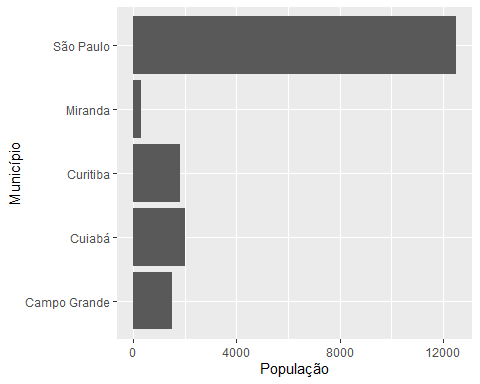 São Paulo
Miranda
Curitiba
Cuiabá
Campo Grande
Município
0 4000 8000 12000
População